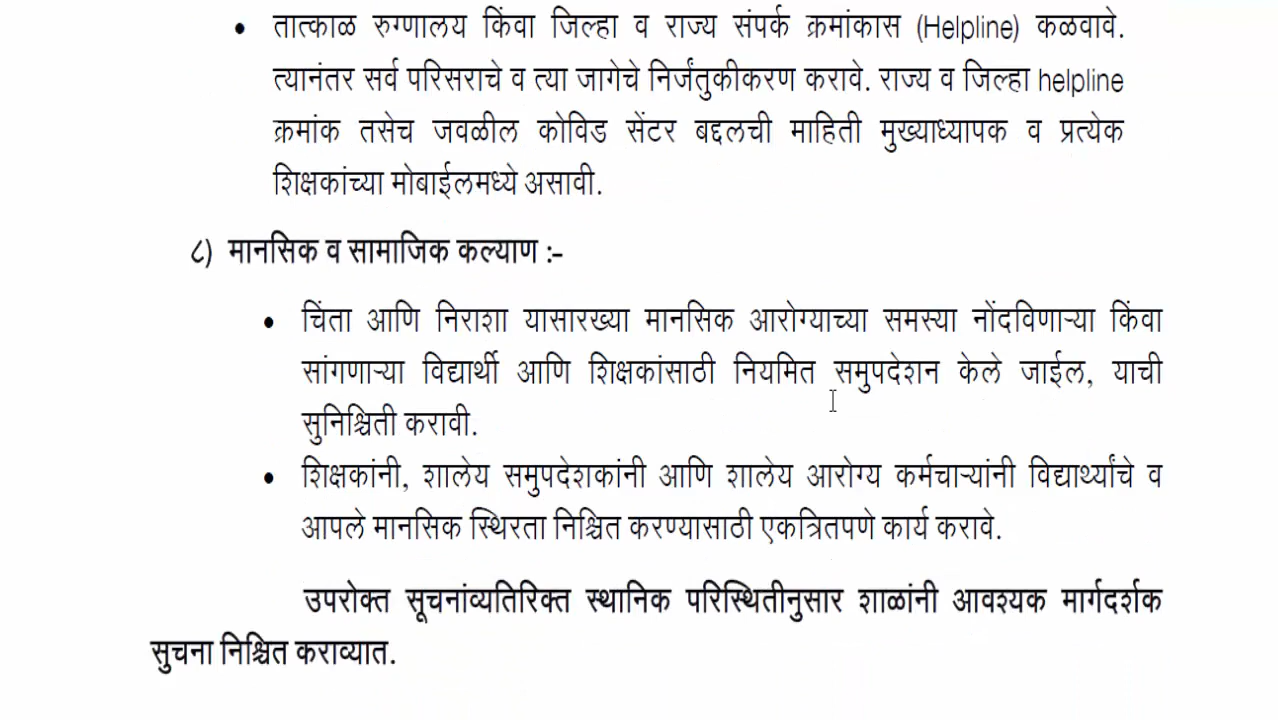 • तात्काळ रुग्णालय किंवा जिल्हा व राज्य संपर्क क्रमांकास (Helpline) कळवावे.
त्यानंतर सर्व परिसराचे व त्या जागेचे निर्जंतुकीकरण करावे. राज्य व जिल्हा helpline
क्रमांक तसेच जवळील कोविड सेंटर बद्दलची माहिती मुख्याध्यापक व प्रत्येक
शिक्षकांच्या मोबाईलमध्ये असावी.
८) मानसिक व सामाजिक कल्याण :-
• चिंता आणि निराशा यासारख्या मानसिक आरोग्याच्या समस्या नोंदविणाऱ्या किंवा
सांगणाऱ्या विद्यार्थी आणि शिक्षकांसाठी नियमित समुपदेशन केले जाईल, याची
सुनिश्चिती करावी.
• शिक्षकांनी, शालेय समुपदेशकांनी आणि शालेय आरोग्य कर्मचाऱ्यांनी विद्यार्थ्यांचे व
आपले मानसिक स्थिरता निश्चित करण्यासाठी एकत्रितपणे कार्य करावे.
उपरोक्त सूचनांव्यतिरिक्त स्थानिक परिस्थितीनुसार शाळांनी आवश्यक मार्गदर्शक
सुचना निश्चित कराव्यात.